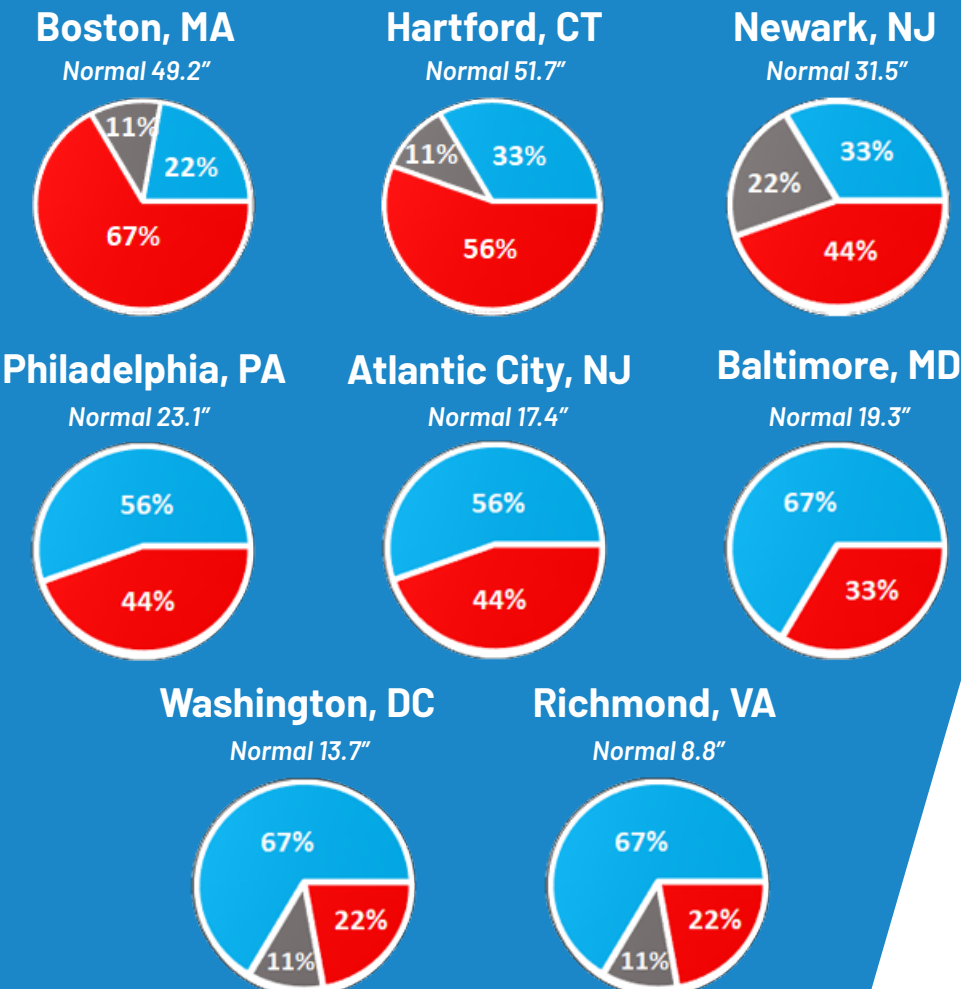 Boston, MA
Normal 49.2”
11%
22%
67%
Hartford, CT
Normal 51.7”
11%
33%
56%
Newark, NJ
Normal 31.5”
33%
22%
44%
Philadelphia, PA
Normal 23.1”
56%
44%
Atlantic City, NJ
Normal 17.4”
56%
44%
Baltimore, MD
Normal 19.3”
67%
33%
Washington, DC
Normal 13.7”
67%
22%
11%
Richmond, VA
Normal 8.8”
67%
22%
11%